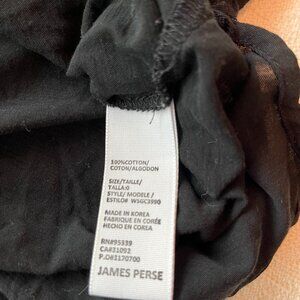 100%COTTON/
COTON/ALGODON
SIZE/TAILLE/
TALLA:0
STYLE/ MODELE /
ESTILO# WSGC3990
MADE IN KOREA
FABRIQUE EN CORÉE
HECHO EN COREA
RN#95339
CA#31092
P.O#1170700
JAMES PERSE